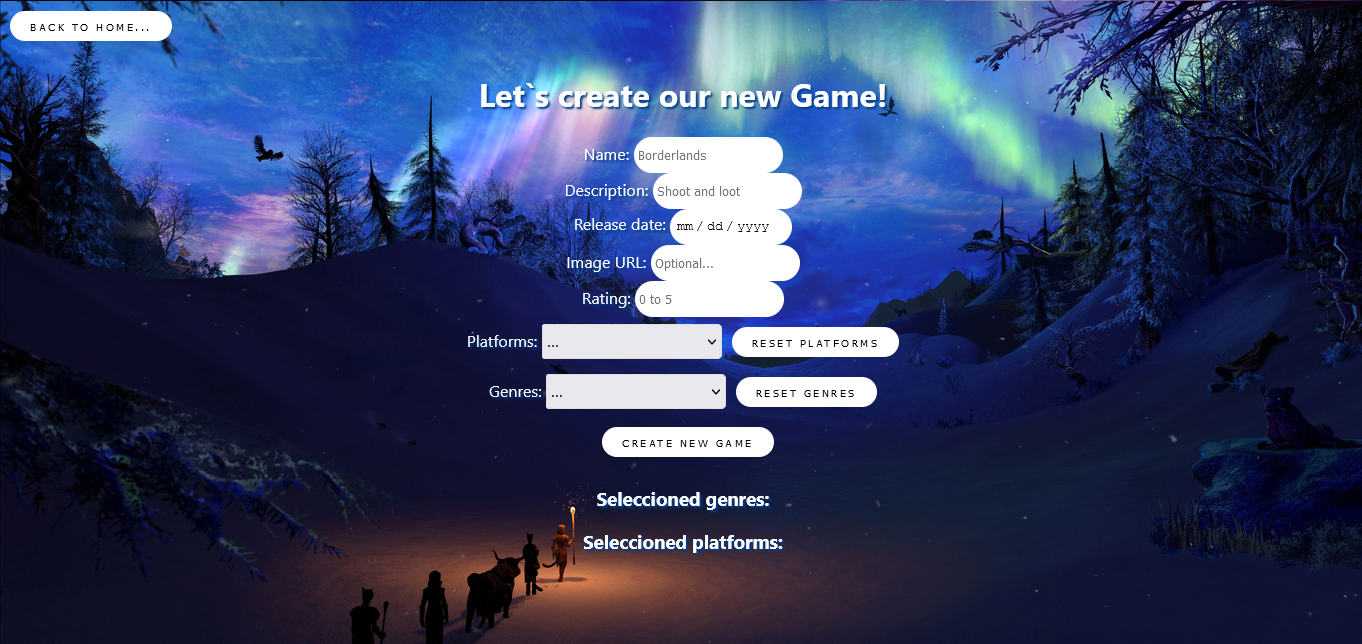 BACK TO HOME...
Let`s create our new Game!
Name: Borderlands
Description: Shoot and loot
Release date: mm / dd / yyyy
Image URL: Optional...
Rating: 0 to 5
Platforms: ... RESET PLATFORMS
Genres: ... RESET GENRES
CREATE NEW GAME
Seleccioned genres:
Seleccioned platforms: